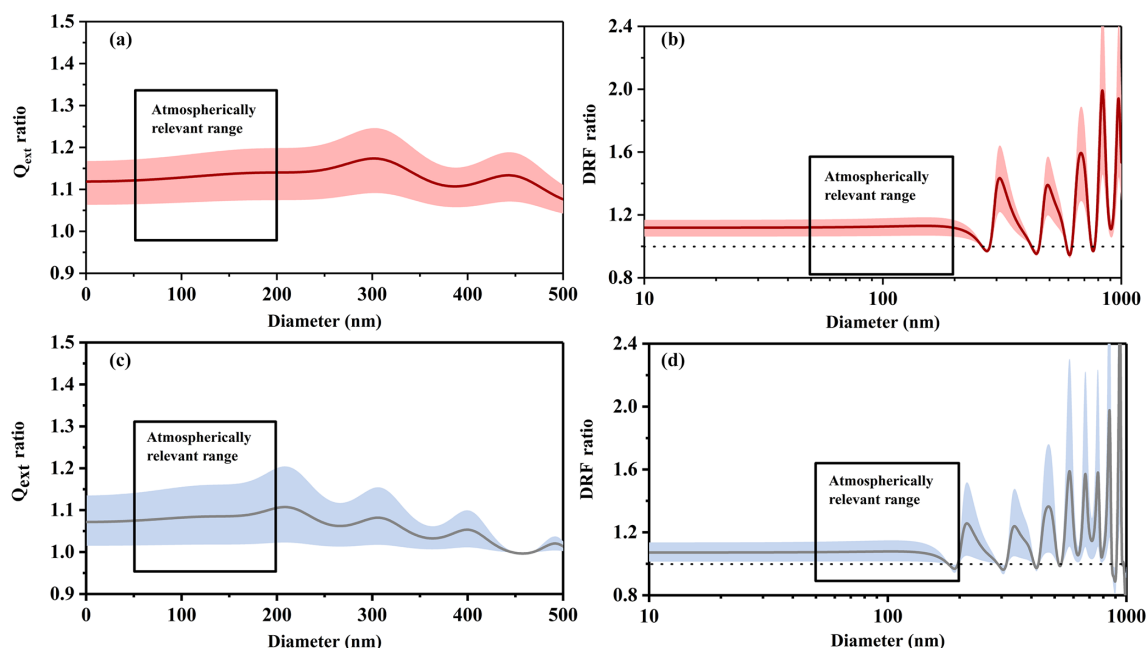 (a)
1.5
1.4
1.3
1.2
1.1
1.0
0.9
Qext ratio
Atmospherically
relevant range
0 100 200 300 400 500
Diameter (nm)
(b)
2.4
2.0
1.6
1.2
0.8
DRF ratio
Atmospherically
relevant range
10 100 1000
Diameter (nm)
(c)
1.5
1.4
1.3
1.2
1.1
1.0
0.9
Qext ratio
Atmospherically
relevant range
0 100 200 300 400 500
Diameter (nm)
(d)
2.4
2.0
1.6
1.2
0.8
DRF ratio
Atmospherically
relevant range
10 100 1000
Diameter (nm)